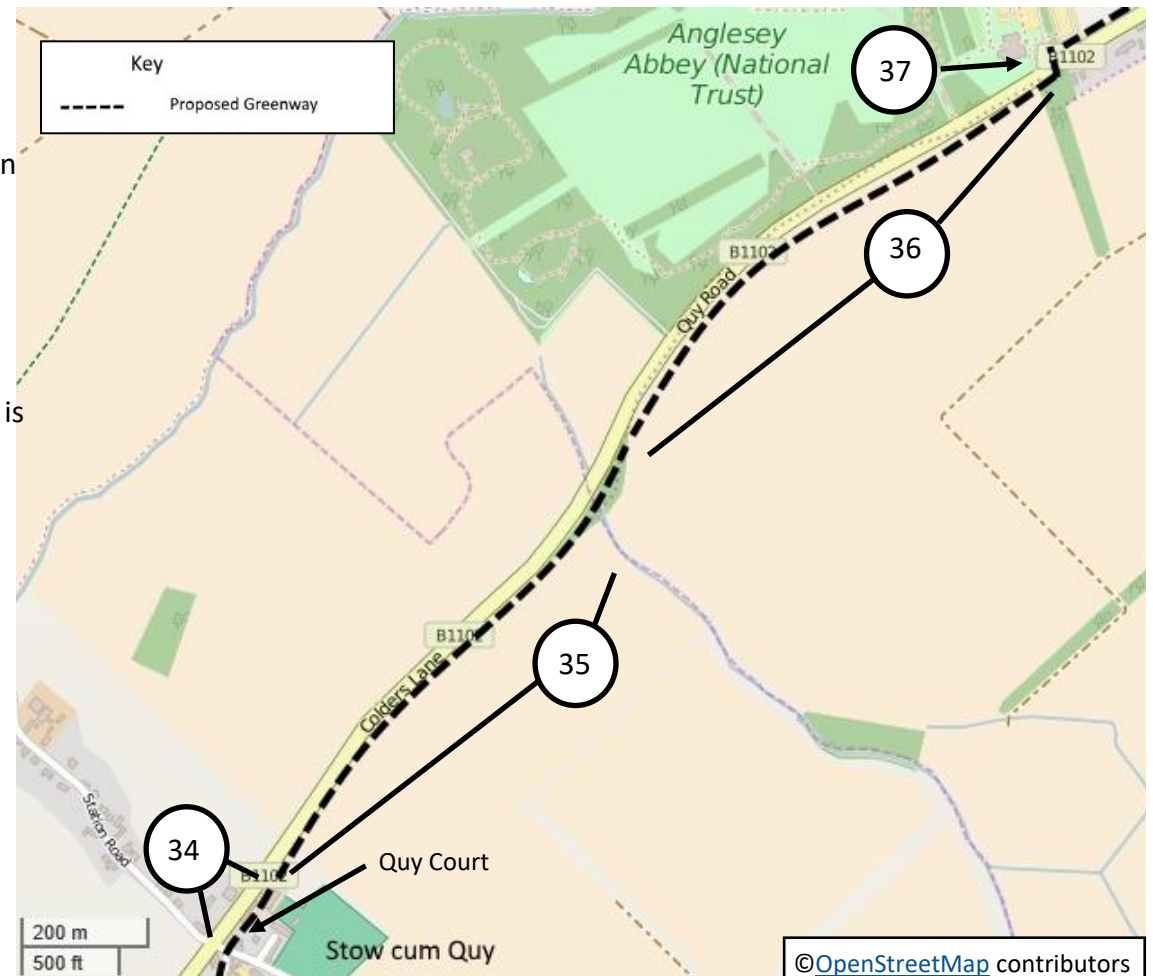 Key
Proposed Greenway
n
is
Anglesey
Abbey (National
Trust)
37
B1102
36
B1102
Quy Road
35
B1102
Colders Lane
34
Station Road
B1102
Quy Court
Stow cum Quy
200 m
500 ft
©OpenStreetMap contributors